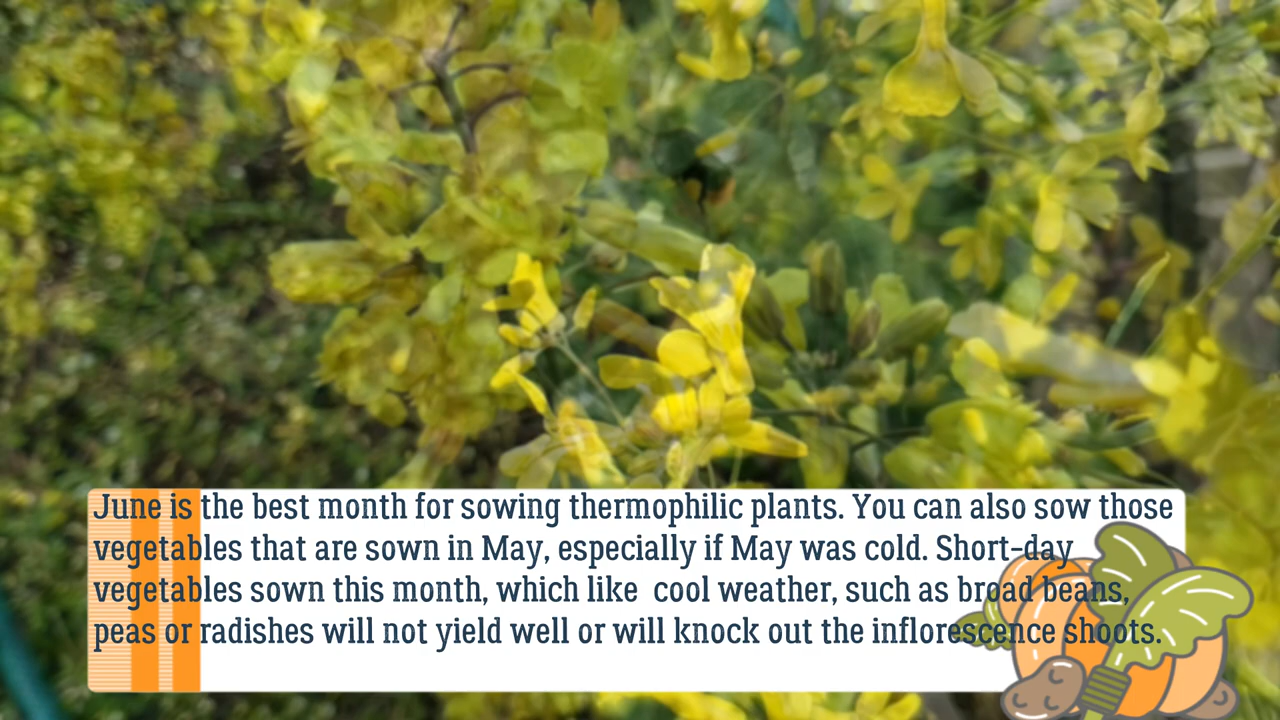 June is the best month for sowing thermophilic plants. You can also sow those
vegetables that are sown in May, especially if May was cold. Short-day
vegetables sown this month, which like  cool weather, such as broad beans,
peas or radishes will not yield well or will knock out the inflorescence shoots.